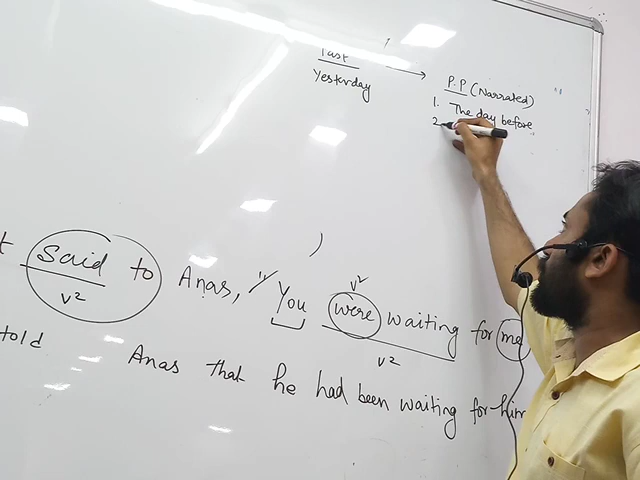 Past
Yesterday → P.P (Narrated)
1. The day before
2
said to Anas, "You were waiting for me
V²
V²
V²
told Anas that he had been waiting for him